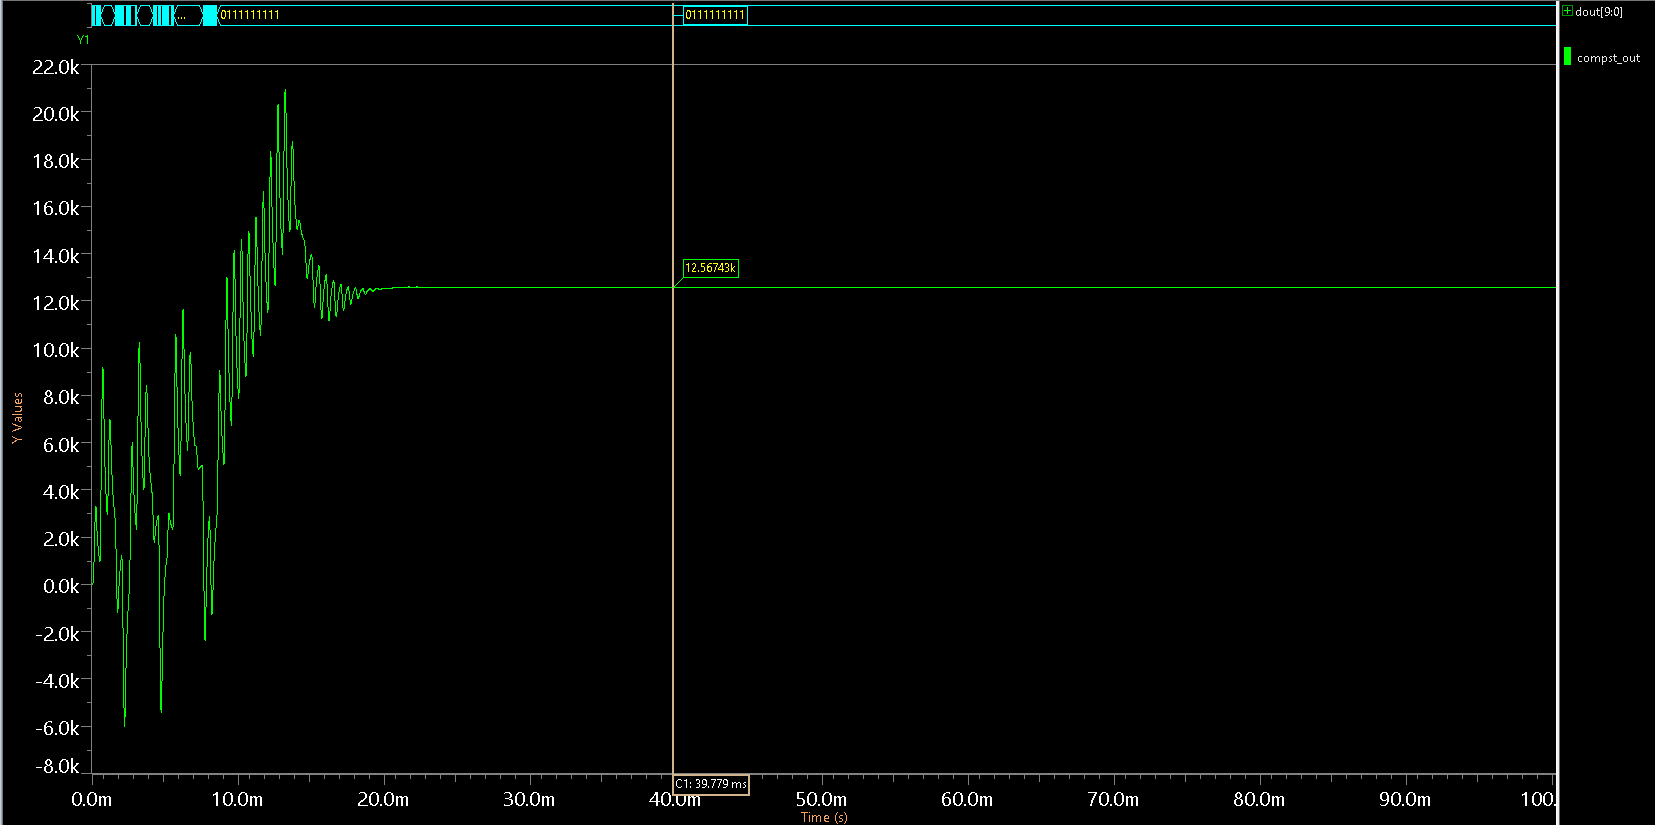 ... 0111111111 0111111111 dout[9:0]
Y1
compst_out
22.0k
20.0k
18.0k
16.0k
14.0k
12.56743k
12.0k
10.0k
8.0k
Y Values
6.0k
4.0k
2.0k
0.0k
-2.0k
-4.0k
-6.0k
-8.0k
C1: 39.779 ms
0.0m 10.0m 20.0m 30.0m 40.0m 50.0m 60.0m 70.0m 80.0m 90.0m 100.
Time (s)